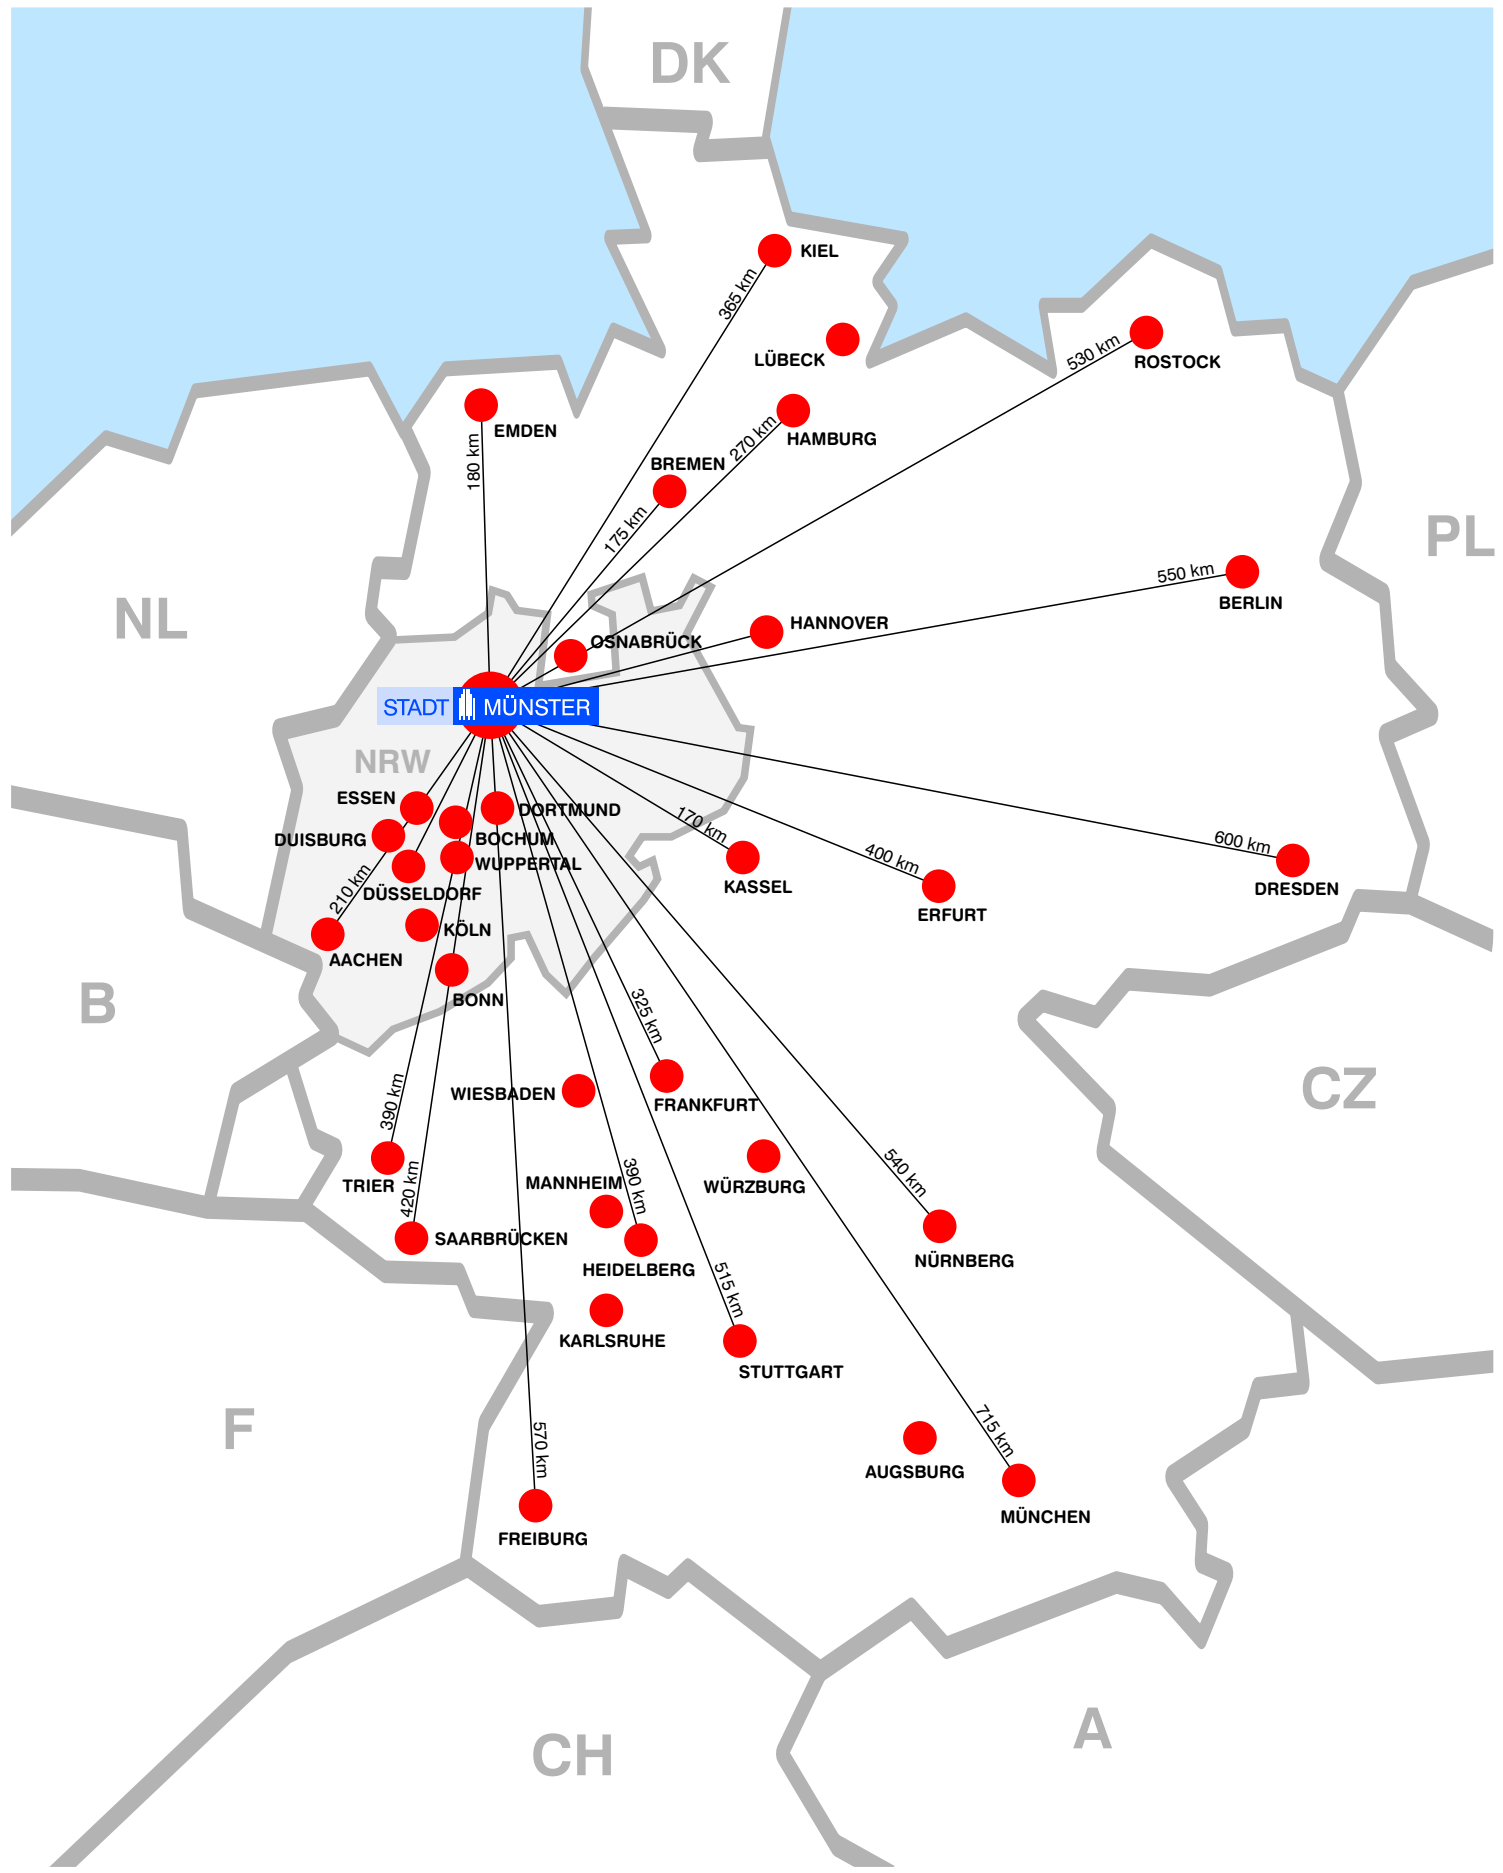 DK
KIEL
365 km
LÜBECK
530 km
ROSTOCK
EMDEN
180 km
270 km
HAMBURG
BREMEN
175 km
PL
550 km
BERLIN
NL
HANNOVER
OSNABRÜCK
STADT MÜNSTER
NRW
ESSEN
DORTMUND
DUISBURG
BOCHUM
WUPPERTAL
170 km
KASSEL
400 km
ERFURT
600 km
DRESDEN
210 km
DÜSSELDORF
KÖLN
AACHEN
BONN
B
325 km
CZ
WIESBADEN
FRANKFURT
390 km
TRIER
420 km
MANNHEIM
390 km
WÜRZBURG
540 km
SAARBRÜCKEN
HEIDELBERG
NÜRNBERG
515 km
KARLSRUHE
STUTTGART
F
570 km
715 km
AUGSBURG
MÜNCHEN
FREIBURG
CH
A